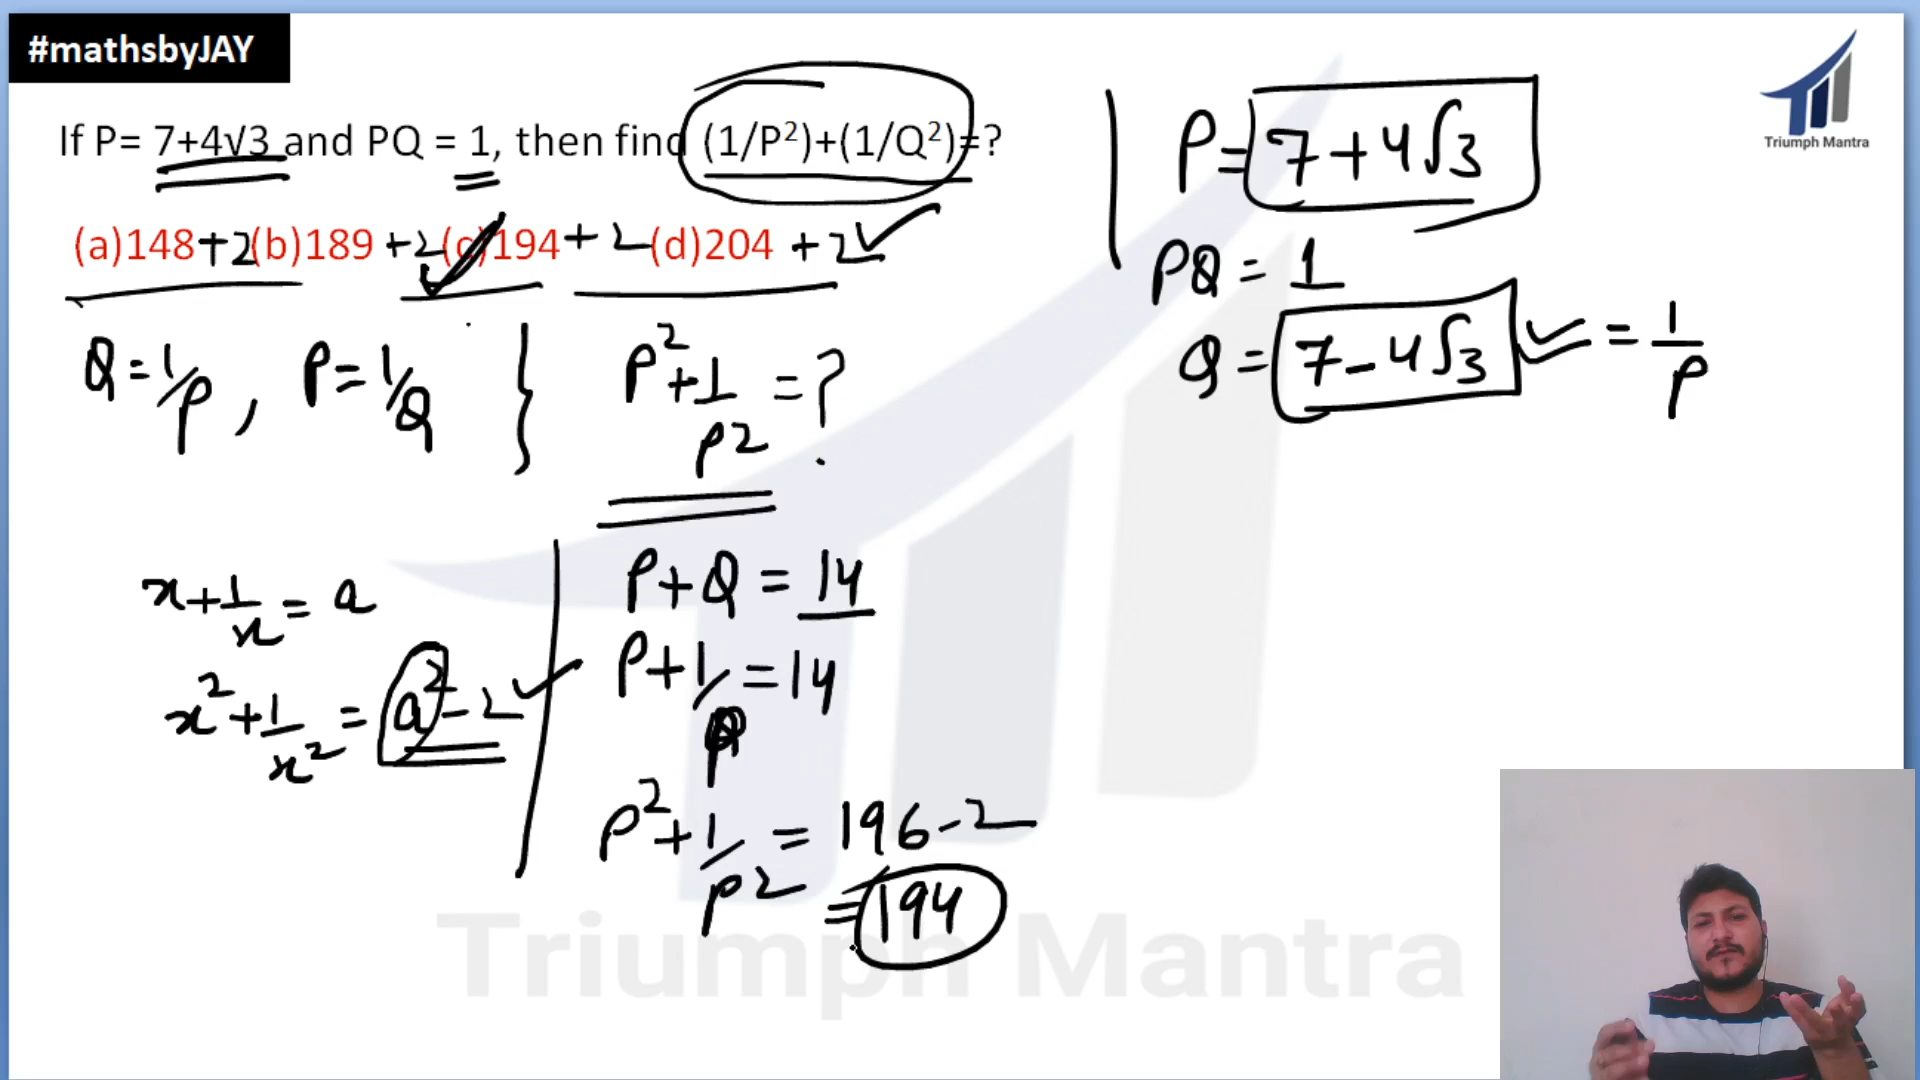 #mathsbyJAY
Triumph Mantra
If P= 7+4√3 and PQ = 1, then find (1/P²)+(1/Q²)=?
(a)148+2(b)189 +2(c)194 +2(d)204 +2
P= 7+4√3
PQ = 1
Q = 7-4√3 = 1/P
Q=1/P, P=1/Q } P²+1/P² =?
x+1/x = a
x²+1/x² = a²-2
P+Q = 14
P+1/P =14
P²+1/P² = 196-2
=194
Triumph Mantra